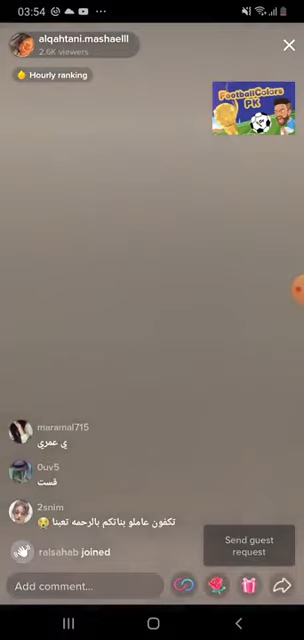 03:54
alqahtani.mashaelll
2.6K viewers
Hourly ranking
FootballColors
PK
maramal715
ي عمري
0uv5
قست
2snim
تكفون عاملو بناتكم بالرحمه تعبنا 😭
ralsahab joined
Send guest
request
Add comment...